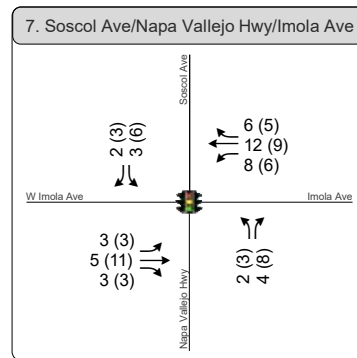 7. Soscol Ave/Napa Vallejo Hwy/Imola Ave
Soscol Ave
2 (3)
3 (6)
6 (5)
12 (9)
8 (6)
W Imola Ave
Imola Ave
3 (3)
5 (11)
3 (3)
Napa Vallejo Hwy
2 (3)
4 (8)